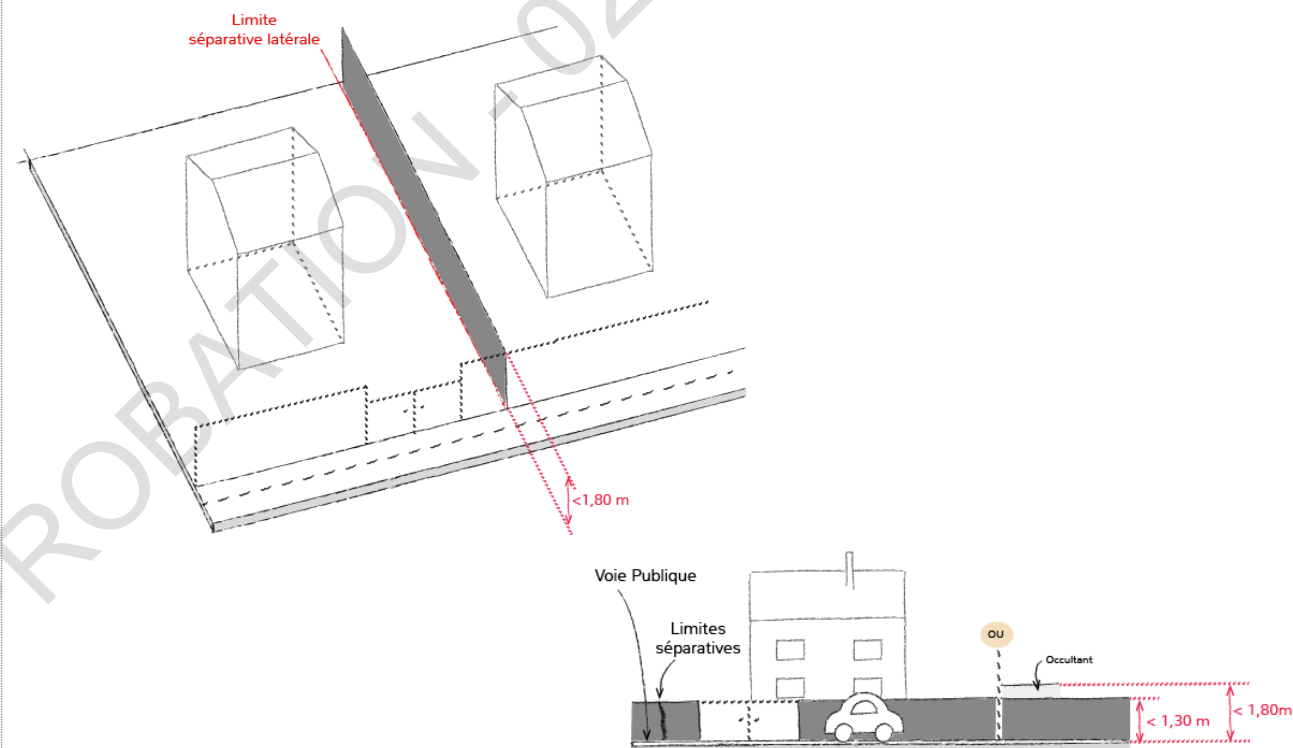 Limite
séparative latérale
ROBATION - 02
<1,80 m
Voie Publique
Limites
séparatives
OU
Occultant
< 1,30 m
< 1,80m